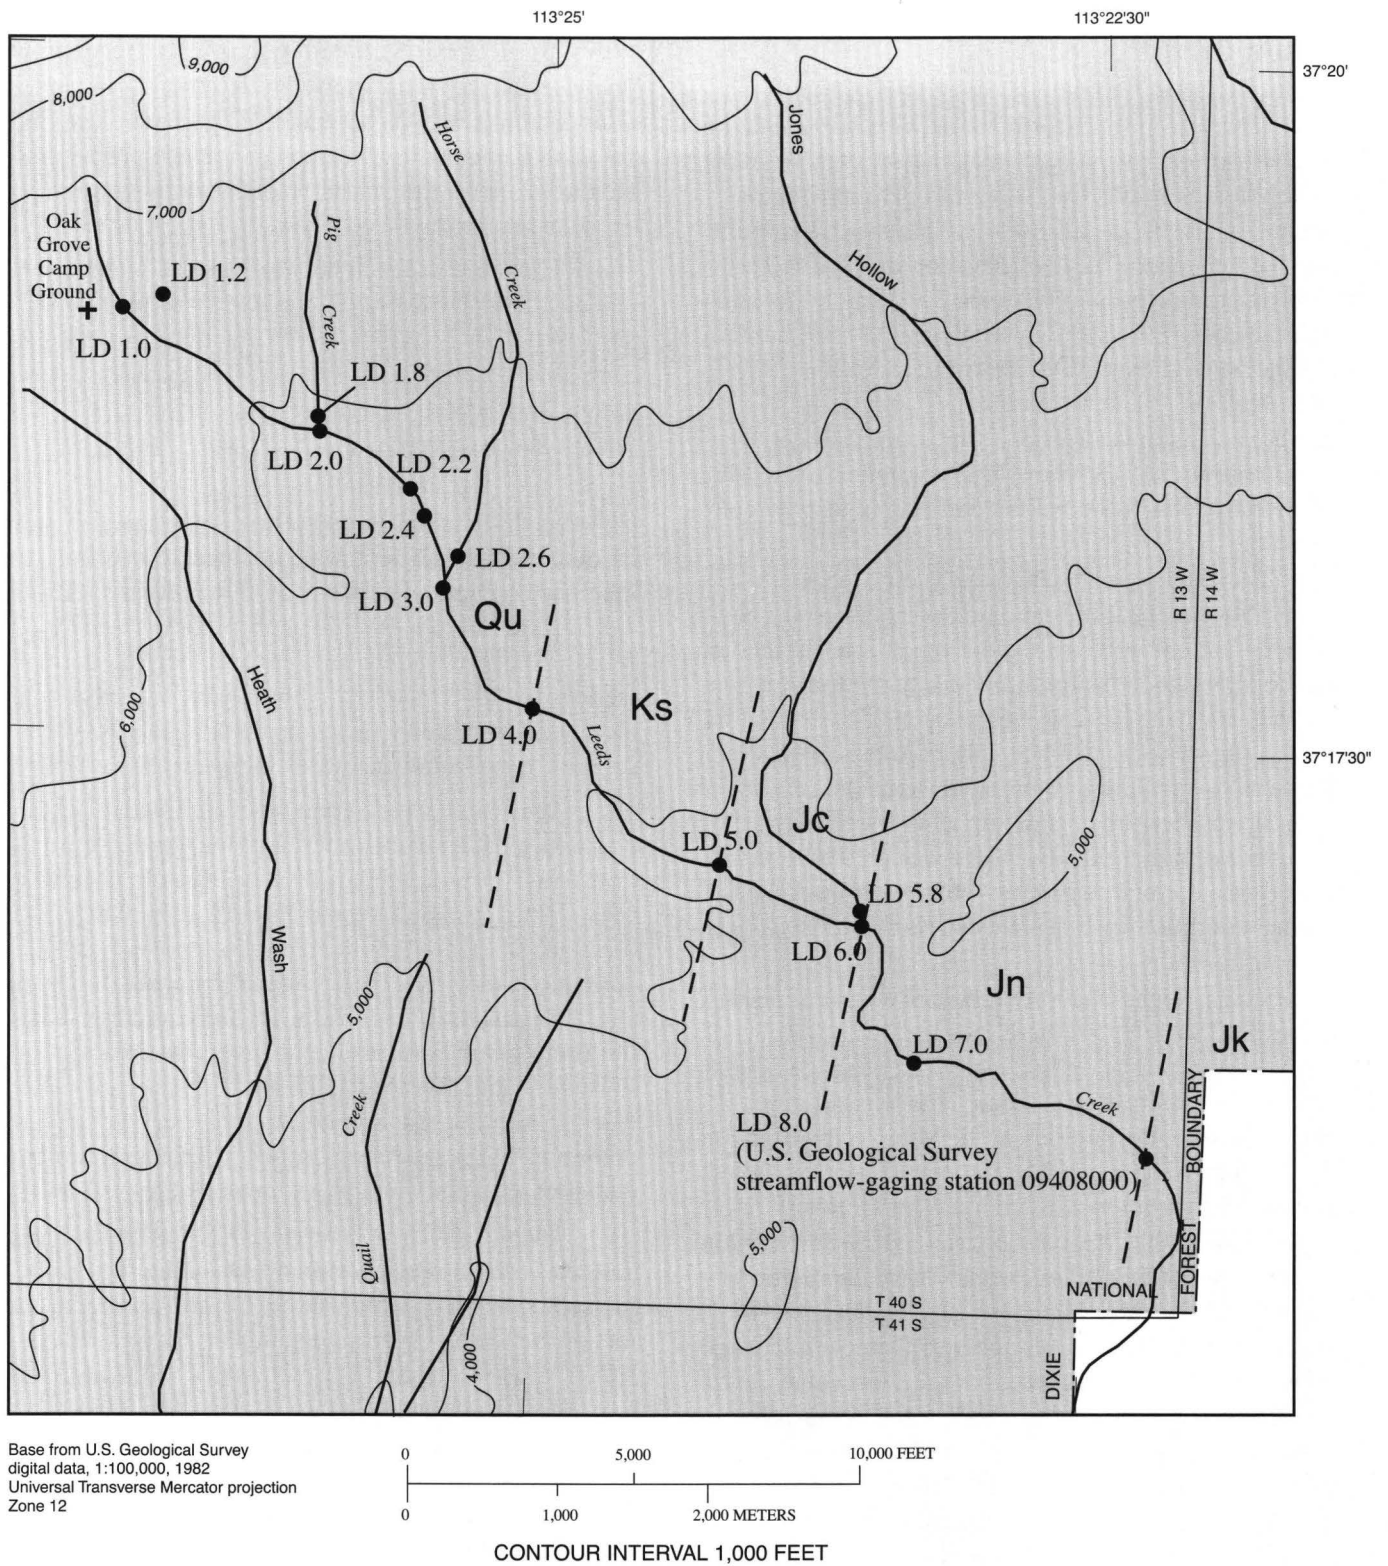 113°25'
113°22'30"
37°20'
9,000
8,000
Horse
Jones
7,000
Oak
Grove
Camp
Ground
Pig
LD 1.2
Hollow
Creek
Creek
LD 1.0
LD 1.8
LD 2.0
LD 2.2
LD 2.4
LD 2.6
LD 3.0
Qu
R 13 W
R 14 W
Heath
6,000
Ks
LD 4.0
Leeds
37°17'30"
Jc
LD 5.0
5,000
LD 5.8
Wash
LD 6.0
Jn
5,000
Jk
LD 7.0
Creek
Creek
LD 8.0
(U.S. Geological Survey
streamflow-gaging station 09408000)
BOUNDARY
5,000
Quail
FOREST
NATIONAL
T 40 S
T 41 S
4,000
DIXIE
Base from U.S. Geological Survey
digital data, 1:100,000, 1982
Universal Transverse Mercator projection
Zone 12
0 5,000 10,000 FEET
0 1,000 2,000 METERS
CONTOUR INTERVAL 1,000 FEET